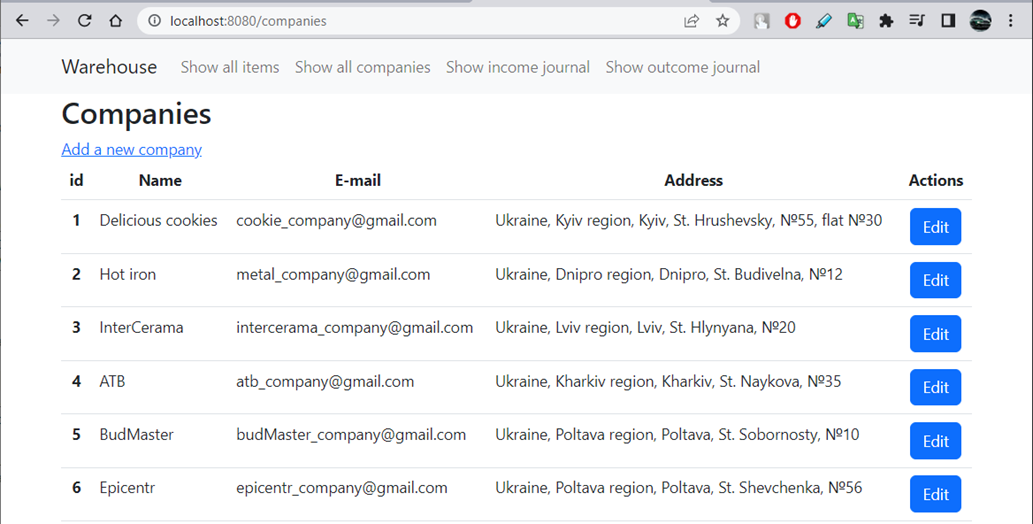 localhost:8080/companies
Warehouse Show all items Show all companies Show income journal Show outcome journal
Companies
Add a new company
id Name E-mail Address Actions
1 Delicious cookies cookie_company@gmail.com Ukraine, Kyiv region, Kyiv, St. Hrushevsky, №55, flat №30 Edit
2 Hot iron metal_company@gmail.com Ukraine, Dnipro region, Dnipro, St. Budivelna, №12 Edit
3 InterCerama intercerama_company@gmail.com Ukraine, Lviv region, Lviv, St. Hlynyana, №20 Edit
4 ATB atb_company@gmail.com Ukraine, Kharkiv region, Kharkiv, St. Naykova, №35 Edit
5 BudMaster budMaster_company@gmail.com Ukraine, Poltava region, Poltava, St. Sobornosty, №10 Edit
6 Epicentr epicentr_company@gmail.com Ukraine, Poltava region, Poltava, St. Shevchenka, №56 Edit